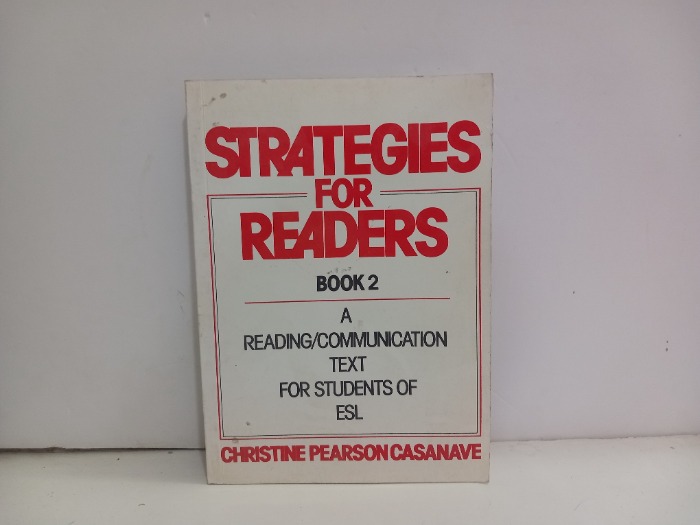 STRATEGIES
FOR
READERS
BOOK 2
A
READING/COMMUNICATION
TEXT
FOR STUDENTS OF
ESL
CHRISTINE PEARSON CASANAVE